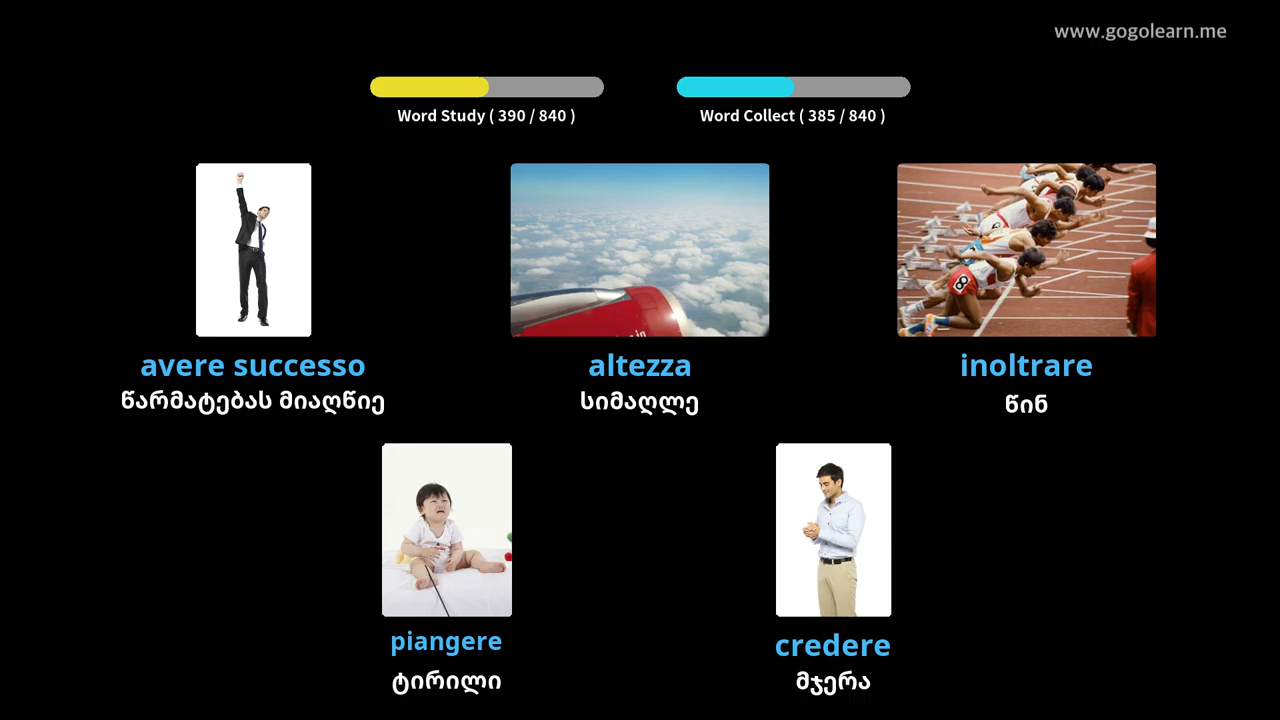 www.gogolearn.me
Word Study ( 390 / 840 )
Word Collect ( 385 / 840 )
avere successo
წარმატებას მიაღწიე
altezza
სიმაღლე
inoltrare
წინ
piangere
ტირილი
credere
მჯერა
8